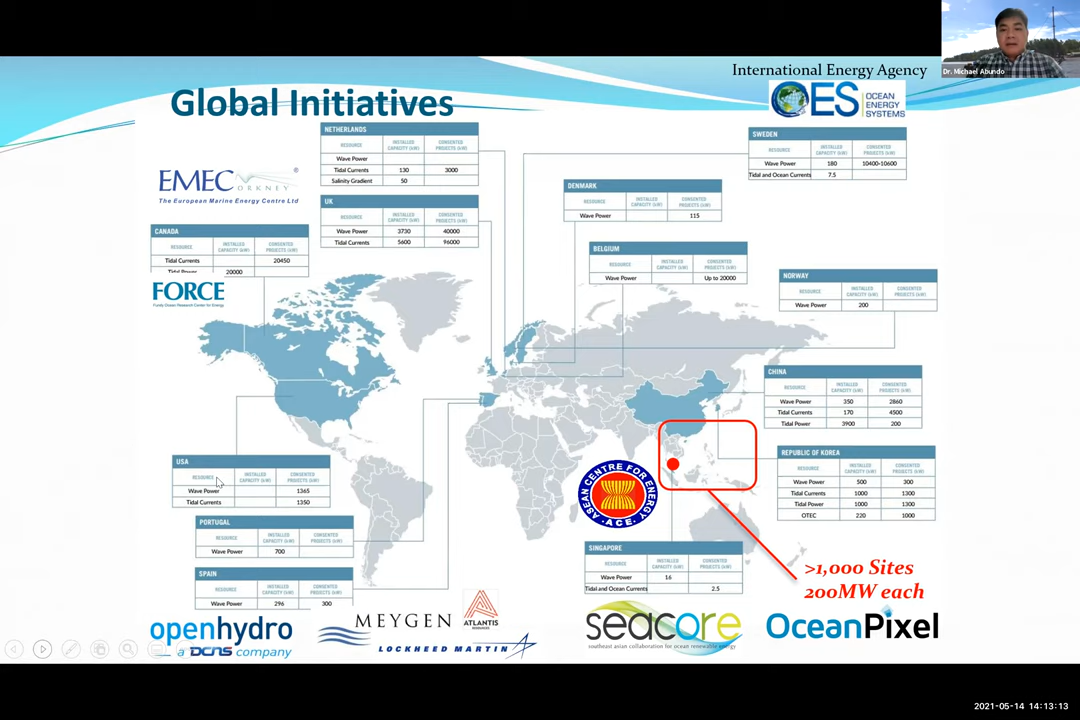 Dr. Michael Abundo
International Energy Agency
Global Initiatives
OES OCEAN ENERGY SYSTEMS
EMEC
ORKNEY
The European Marine Energy Centre Ltd
NETHERLANDS
RESOURCE INSTALLED CAPACITY (kW) CONSENTED PROJECTS (kW)
Wave Power
Tidal Currents 130 3000
Salinity Gradient 50
UK
RESOURCE INSTALLED CAPACITY (kW) CONSENTED PROJECTS (kW)
Wave Power 3730 40000
Tidal Currents 5600 96000
SWEDEN
RESOURCE INSTALLED CAPACITY (kW) CONSENTED PROJECTS (kW)
Wave Power 180 10400-10600
Tidal and Ocean Currents 7.5
DENMARK
RESOURCE INSTALLED CAPACITY (kW) CONSENTED PROJECTS (kW)
Wave Power 115
BELGIUM
RESOURCE INSTALLED CAPACITY (kW) CONSENTED PROJECTS (kW)
Wave Power Up to 20000
NORWAY
RESOURCE INSTALLED CAPACITY (kW) CONSENTED PROJECTS (kW)
Wave Power 200
CANADA
RESOURCE INSTALLED CAPACITY (kW) CONSENTED PROJECTS (kW)
Tidal Currents 20450
Tidal Power 20000
FORCE
Fundy Ocean Research Center for Energy
CHINA
RESOURCE INSTALLED CAPACITY (kW) CONSENTED PROJECTS (kW)
Wave Power 350 2860
Tidal Currents 170 4500
Tidal Power 3900 200
REPUBLIC OF KOREA
RESOURCE INSTALLED CAPACITY (kW) CONSENTED PROJECTS (kW)
Wave Power 500 300
Tidal Currents 1000 1300
Tidal Power 1000 1300
OTEC 220 1000
USA
RESOURCE INSTALLED CAPACITY (kW) CONSENTED PROJECTS (kW)
Wave Power 1365
Tidal Currents 1350
PORTUGAL
RESOURCE INSTALLED CAPACITY (kW) CONSENTED PROJECTS (kW)
Wave Power 700
SPAIN
RESOURCE INSTALLED CAPACITY (kW) CONSENTED PROJECTS (kW)
Wave Power 296 300
ASEAN CENTRE FOR ENERGY
A C E
SINGAPORE
RESOURCE INSTALLED CAPACITY (kW) CONSENTED PROJECTS (kW)
Wave Power 16
Tidal and Ocean Currents 2.5
>1,000 Sites
200MW each
openhydro
a DCNS company
MEYGEN
ATLANTIS
RESOURCES
LOCKHEED MARTIN
seacore
southeast asian collaboration for ocean renewable energy
OceanPixel
2021-05-14 14:13:13